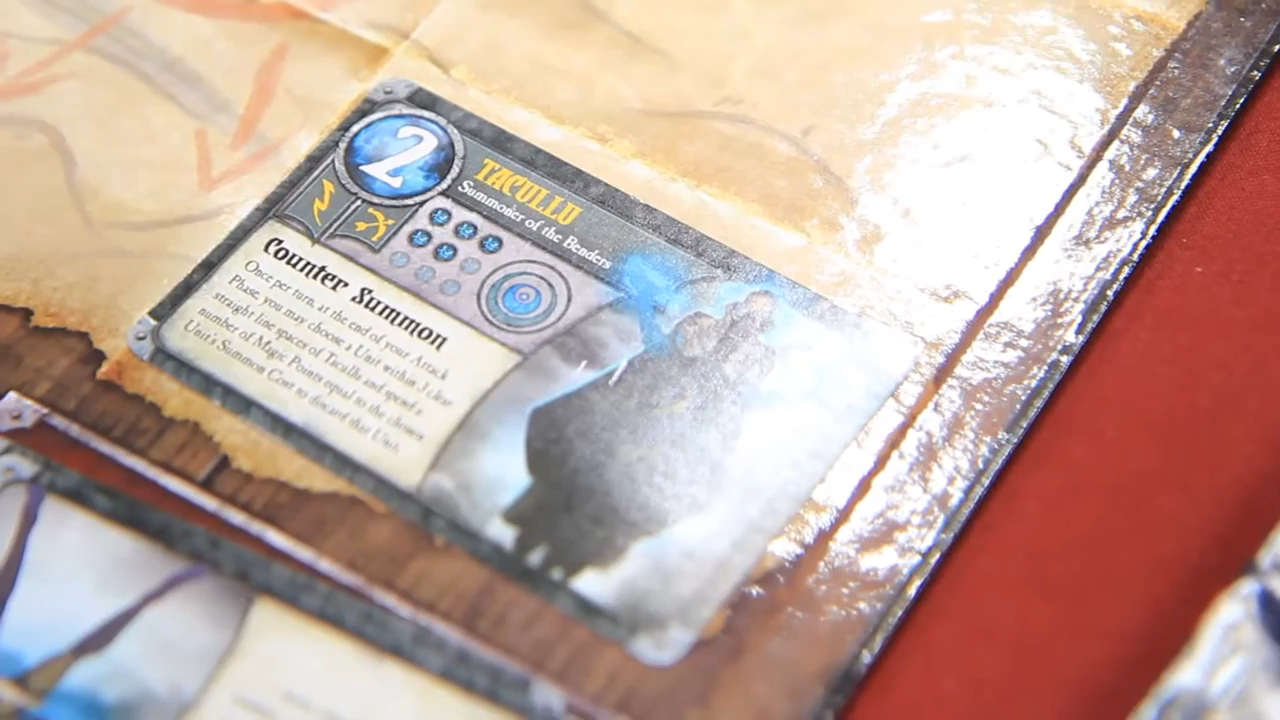 2
TACULLU
Summoner of the Benders
Counter Summon
Once per turn, at the end of your Attack
Phase, you may choose a Unit within 3 clear
straight line spaces of Tacullu and spend a
number of Magic Points equal to the chosen
Unit's Summon Cost to discard that Unit.